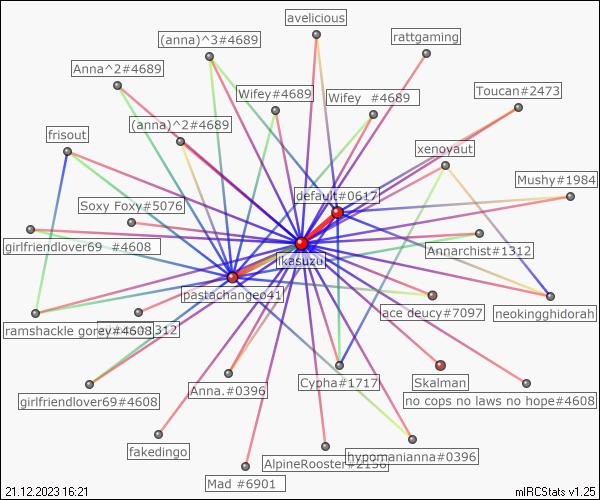 avelicious
(anna)^3#4689
rattgaming
Anna^2#4689
Wifey#4689
Wifey #4689
Toucan#2473
(anna)^2#4689
frisout
xenoyaut
Mushy#1984
default#0617
Soxy Foxy#5076
girlfriendlover69 #4608
Annarchist#1312
ikasuzu
pastachangeo41
ace deucy#7097
neokingghidorah
ramshackle gorey#4608
1312
Anna.#0396
Cypha#1717
Skalman
girlfriendlover69#4608
no cops no laws no hope#4608
fakedingo
AlpineRooster#2158
hypomanianna#0396
Mad #6901
21.12.2023 16:21
mIRCStats v1.25